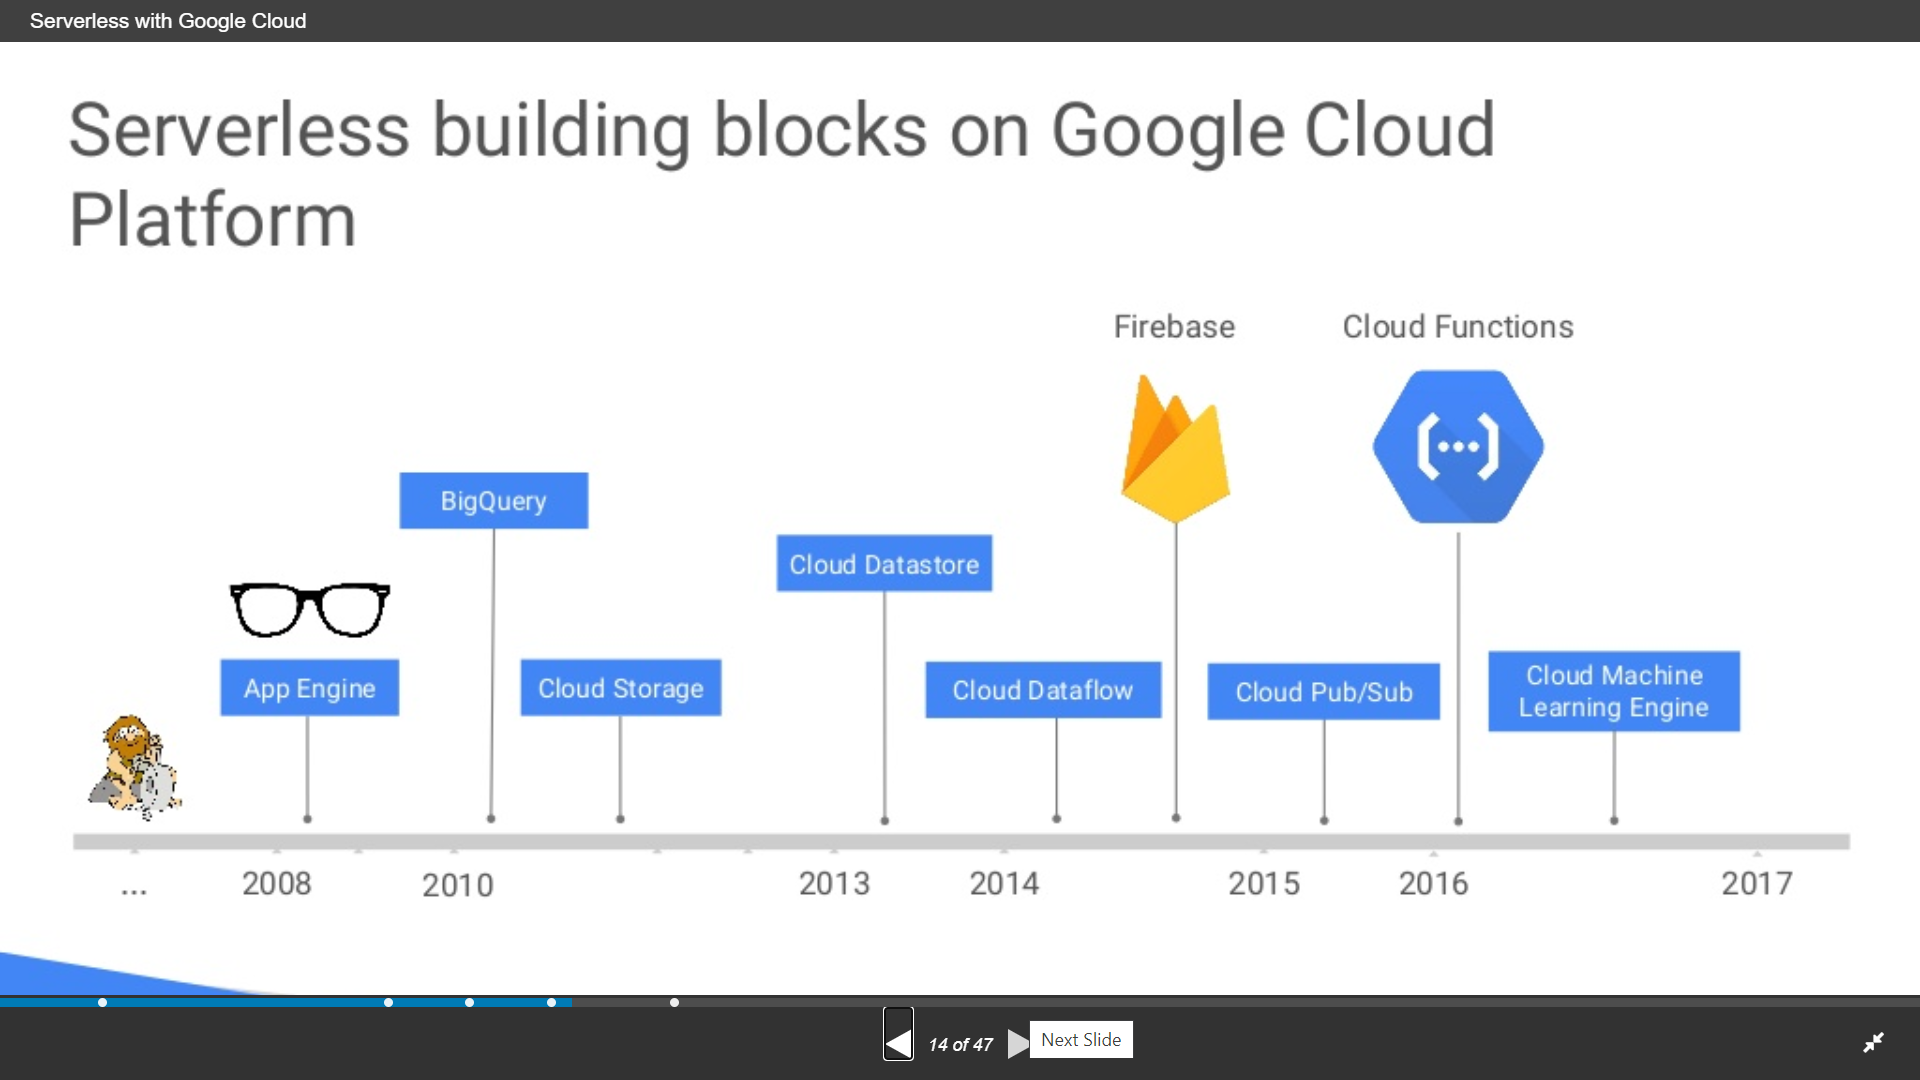 Serverless with Google Cloud
Serverless building blocks on Google Cloud
Platform
Firebase
Cloud Functions
BigQuery
Cloud Datastore
App Engine
Cloud Storage
Cloud Dataflow
Cloud Pub/Sub
Cloud Machine
Learning Engine
...
2008
2010
2013
2014
2015
2016
2017
14 of 47
Next Slide